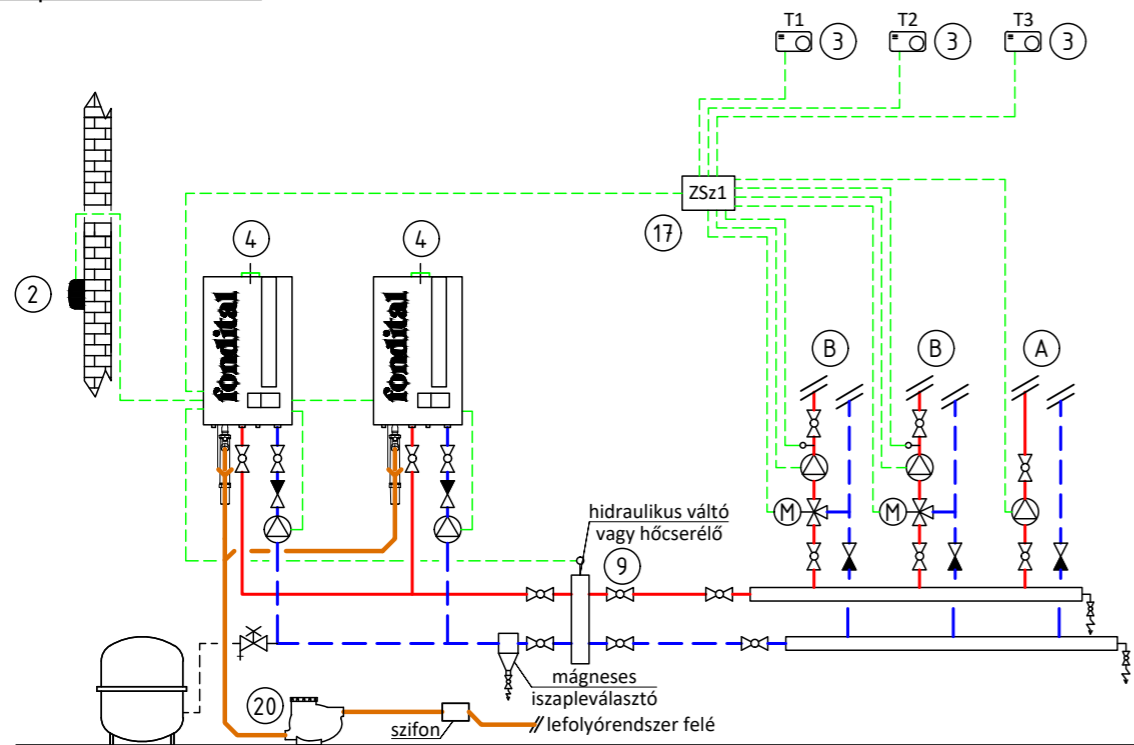 T1
T2
T3
3
3
3
ZSz1
17
4
4
2
fondital
fondital
B
B
A
M
M
hidraulikus váltó
vagy hőcserélő
9
mágneses
iszapleválasztó
20
szifon
lefolyórendszer felé